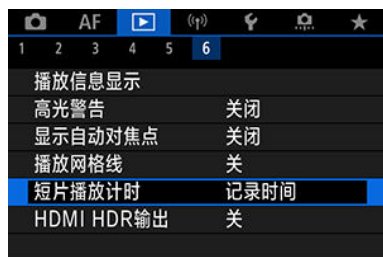 AF
1 2 3 4 5 6
播放信息显示
高光警告 关闭
显示自动对焦点 关闭
播放网格线 关
短片播放计时 记录时间
HDMI HDR输出 关